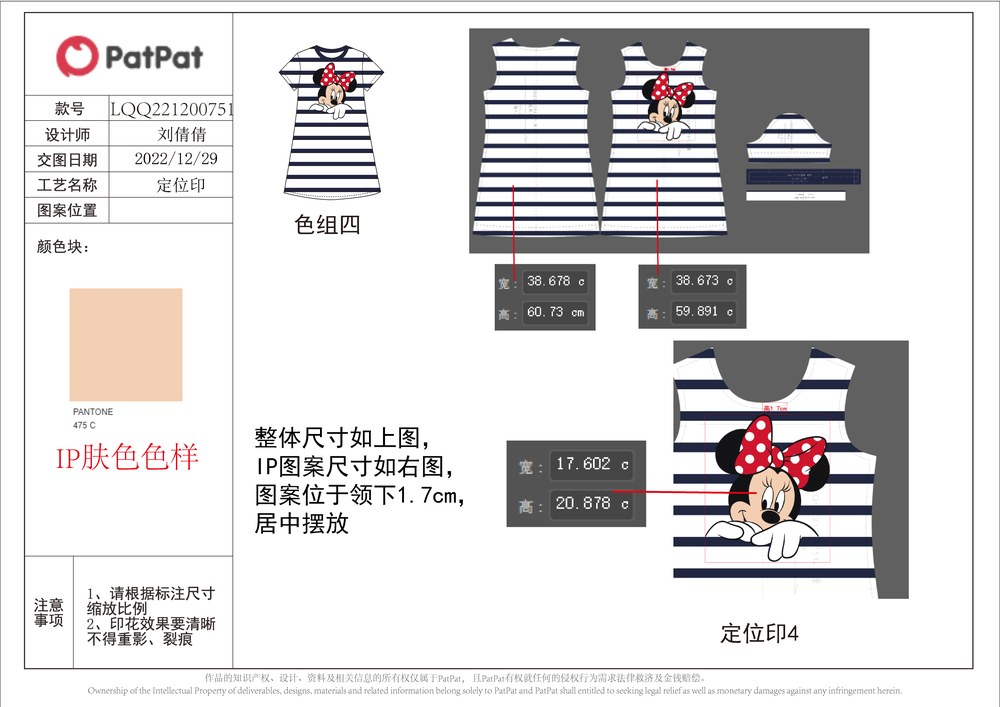 PatPat
款号 LQQ221200751
设计师 刘倩倩
交图日期 2022/12/29
工艺名称 定位印
图案位置
颜色块：
PANTONE
475 C
IP肤色色样
注意
事项
1、请根据标注尺寸
缩放比例
2、印花效果要清晰
不得重影、裂痕
色组四
宽： 38.678 c
高： 60.73 cm
宽： 38.673 c
高： 59.891 c
整体尺寸如上图，
IP图案尺寸如右图，
图案位于领下1.7cm，
居中摆放
宽： 17.602 c
高： 20.878 c
高1.7cm
定位印4
作品的知识产权、设计、资料及相关信息的所有权仅属于PatPat， 且PatPat有权就任何的侵权行为需求法律救济及金钱赔偿。
Ownership of the Intellectual Property of deliverables, designs, materials and related information belong solely to PatPat and PatPat shall entitled to seeking legal relief as well as monetary damages against any infringement herein.